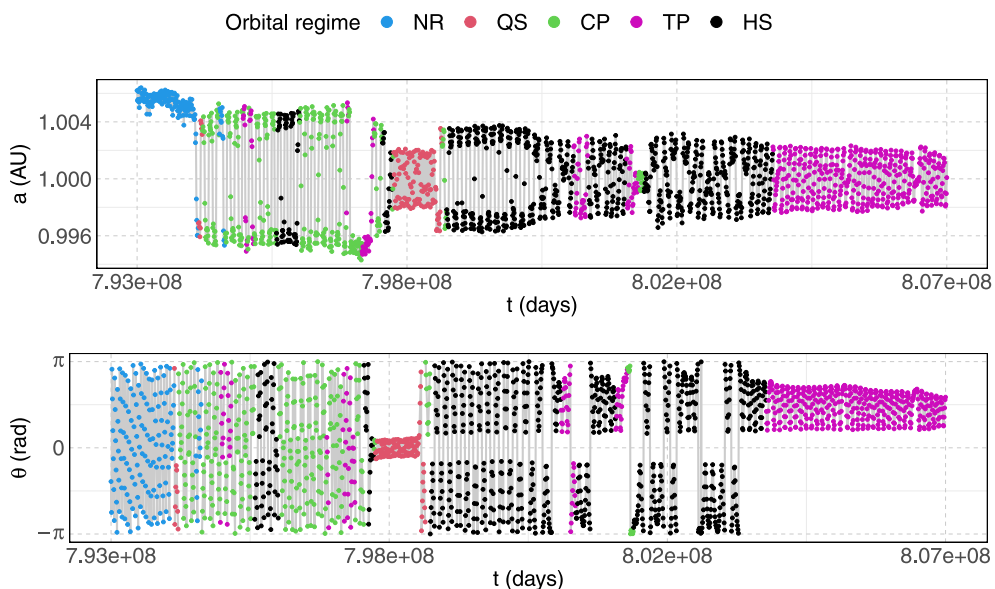 Orbital regime NR QS CP TP HS
a (AU)
1.004
1.000
0.996
7.93e+08 7.98e+08 8.02e+08 8.07e+08
t (days)
θ (rad)
π
0
−π
7.93e+08 7.98e+08 8.02e+08 8.07e+08
t (days)